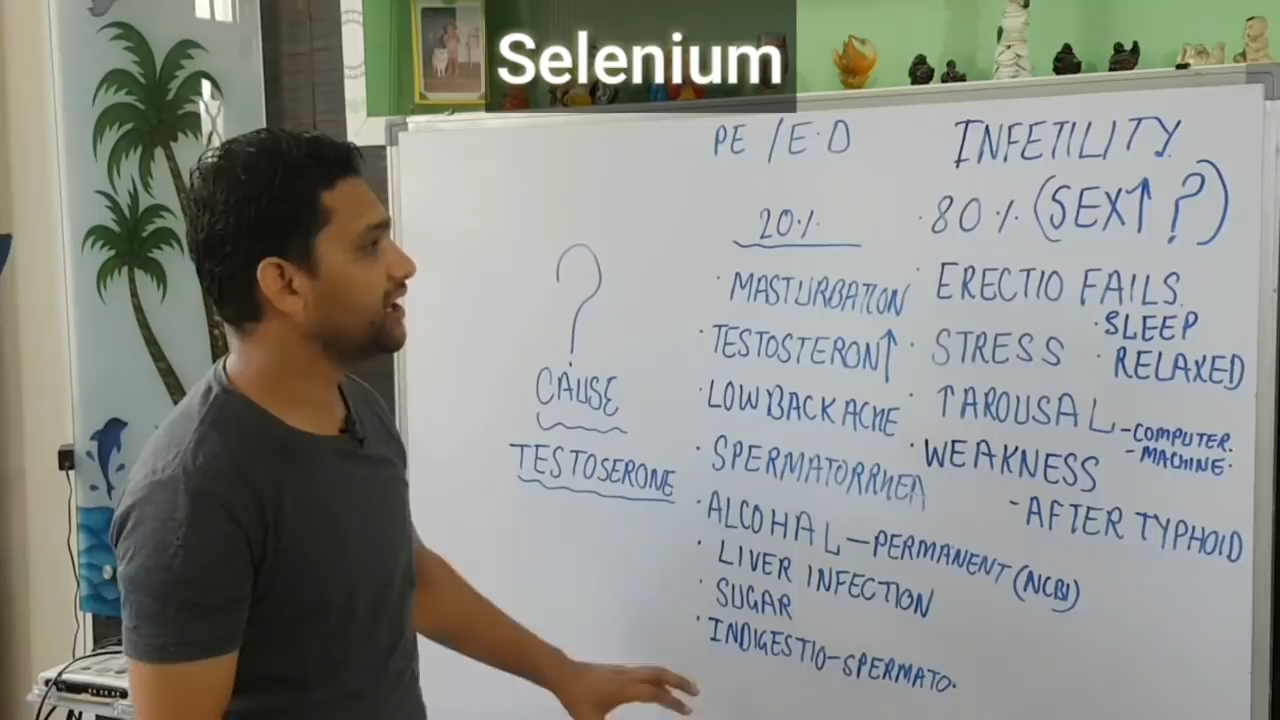 Selenium
PE / E.D
20%
MASTURBATION
TESTOSTERON↑
LOW BACK ACHE
SPERMATORRHEA
ALCOHAL – PERMANENT (NCBI)
LIVER INFECTION
SUGAR
INDIGESTIO-SPERMATO.
INFETILITY
80% (SEX↑ ?)
ERECTIO FAILS
STRESS
· SLEEP
· RELAXED
↑AROUSAL
- COMPUTER.
- MACHINE.
WEAKNESS
- AFTER TYPHOID
?
CAUSE
TESTOSERONE